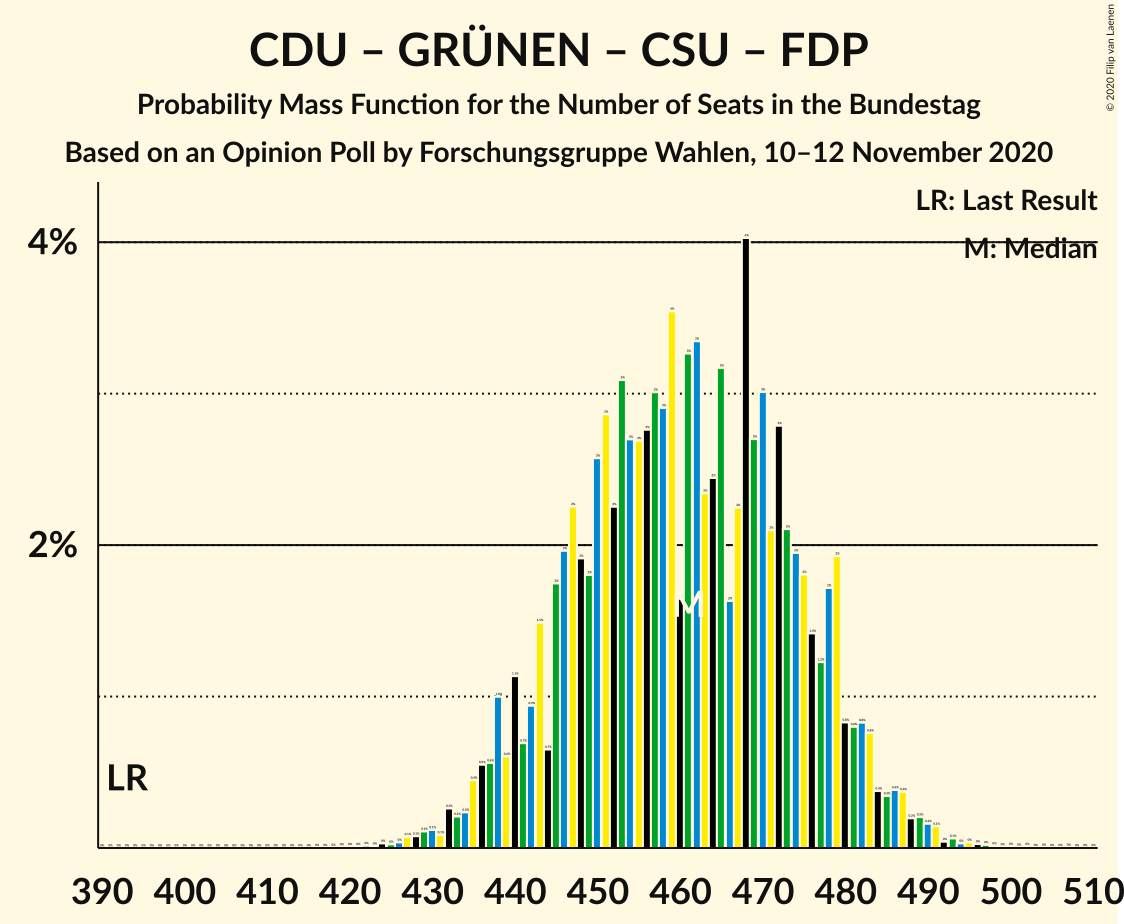 CDU – GRÜNEN – CSU – FDP
Probability Mass Function for the Number of Seats in the Bundestag
Based on an Opinion Poll by Forschungsgruppe Wahlen, 10–12 November 2020
© 2020 Filip van Laenen
LR: Last Result
M: Median
4%
2%
M
LR
390 400 410 420 430 440 450 460 470 480 490 500 510